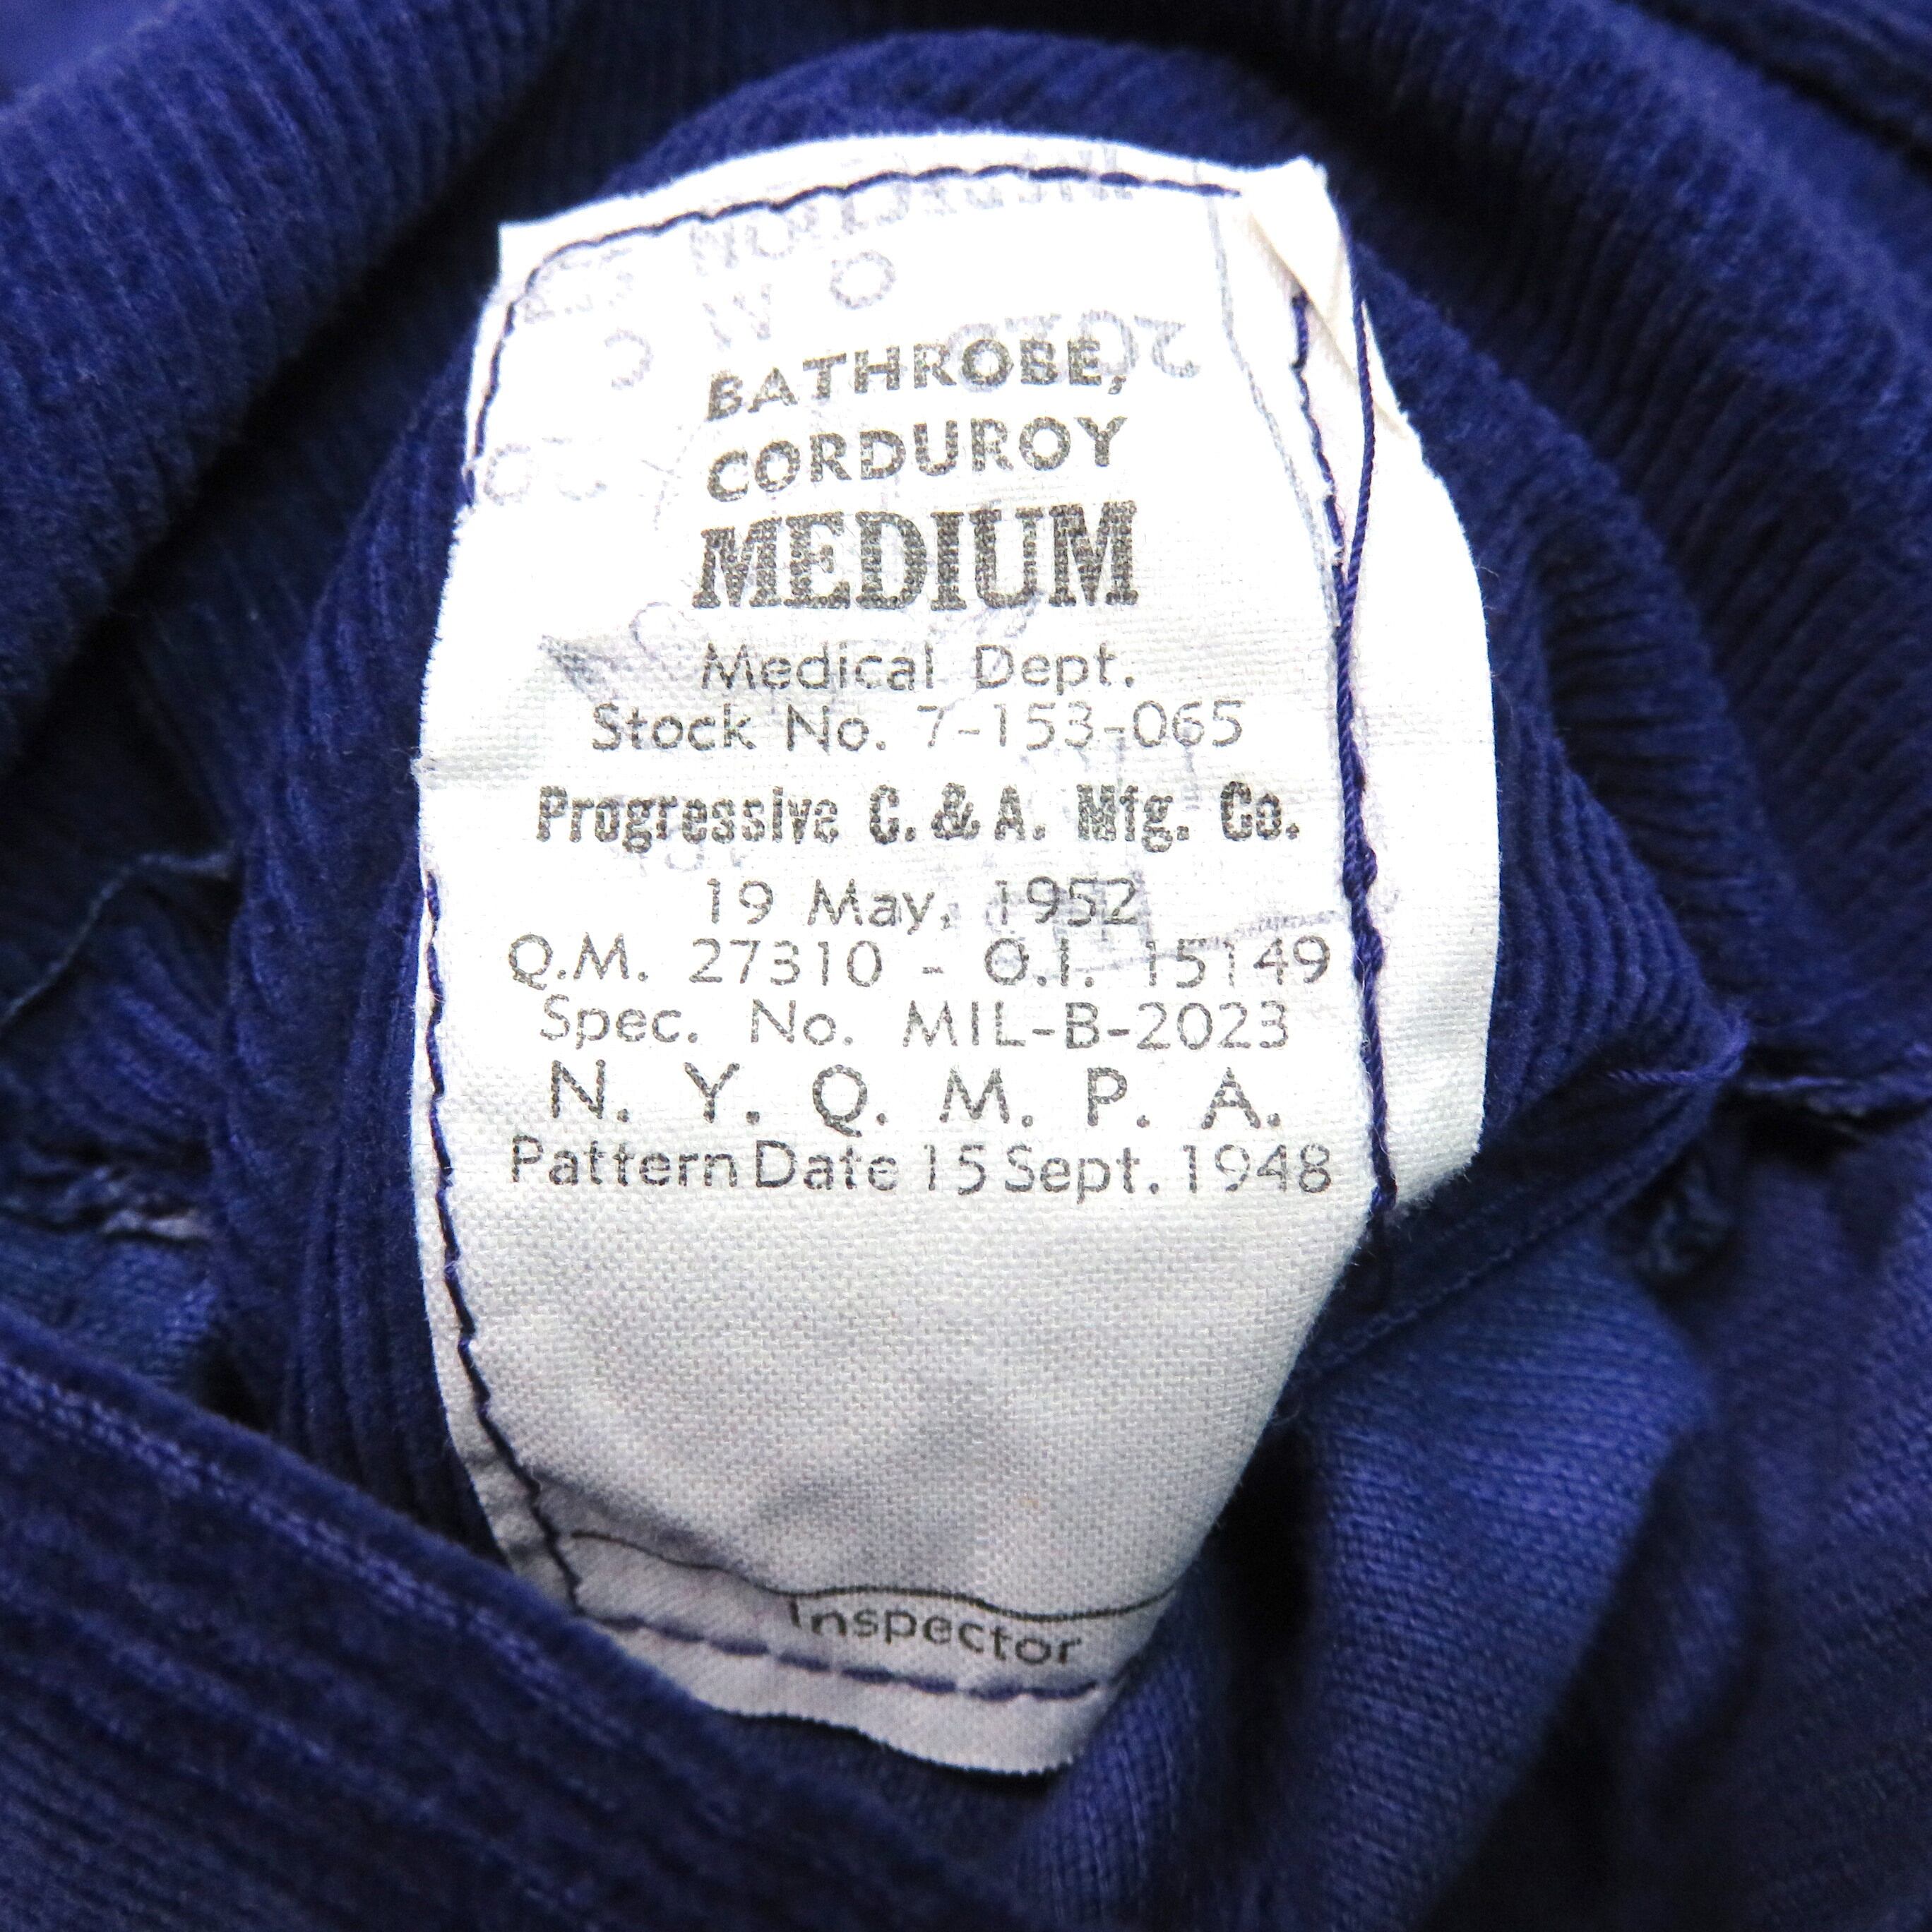 BATHROBE,
CORDUROY
MEDIUM
Medical Dept.
Stock No. 7-153-065
Progressive C. & A. Mfg. Co.
19 May, 1952
Q.M. 27310 - O.I. 15149
Spec. No. MIL-B-2023
N. Y. Q. M. P. A.
Pattern Date 15 Sept. 1948
Inspector